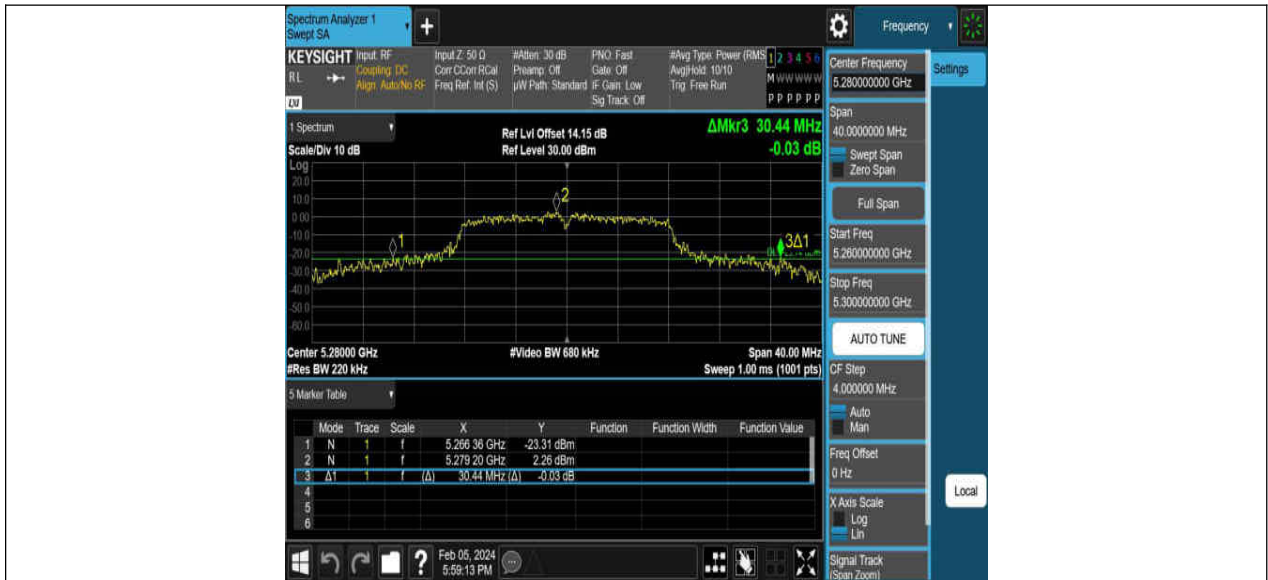 Spectrum Analyzer 1
Swept SA
+
Frequency
KEYSIGHT
RL
LXI
Input: RF
Coupling: DC
Align: Auto/No RF
Input Z: 50 Ω
Corr CCorr RCal
Freq Ref: Int (S)
#Atten: 30 dB
Preamp: Off
µW Path: Standard
PNO: Fast
Gate: Off
IF Gain: Low
Sig Track: Off
#Avg Type: Power (RMS
Avg|Hold: 10/10
Trig: Free Run
1 2 3 4 5 6
M W W W W W
P P P P P P
Center Frequency
5.280000000 GHz
Settings
Span
40.0000000 MHz
Swept Span
Zero Span
Full Span
Start Freq
5.260000000 GHz
Stop Freq
5.300000000 GHz
AUTO TUNE
CF Step
4.000000 MHz
Auto
Man
Freq Offset
0 Hz
X Axis Scale
Log
Lin
Signal Track
(Span Zoom)
Local
1 Spectrum
Scale/Div 10 dB
Ref Lvl Offset 14.15 dB
Ref Level 30.00 dBm
ΔMkr3 30.44 MHz
-0.03 dB
Log
20.0
10.0
0.00
-10.0
-20.0
-30.0
-40.0
-50.0
-60.0
1
2
3Δ1
Center 5.28000 GHz
#Res BW 220 kHz
#Video BW 680 kHz
Span 40.00 MHz
Sweep 1.00 ms (1001 pts)
5 Marker Table
Mode Trace Scale X Y Function Function Width Function Value
1 N 1 f 5.266 36 GHz -23.31 dBm
2 N 1 f 5.279 20 GHz 2.26 dBm
3 Δ1 1 f (Δ) 30.44 MHz (Δ) -0.03 dB
4
5
6
?
Feb 05, 2024
5:59:13 PM